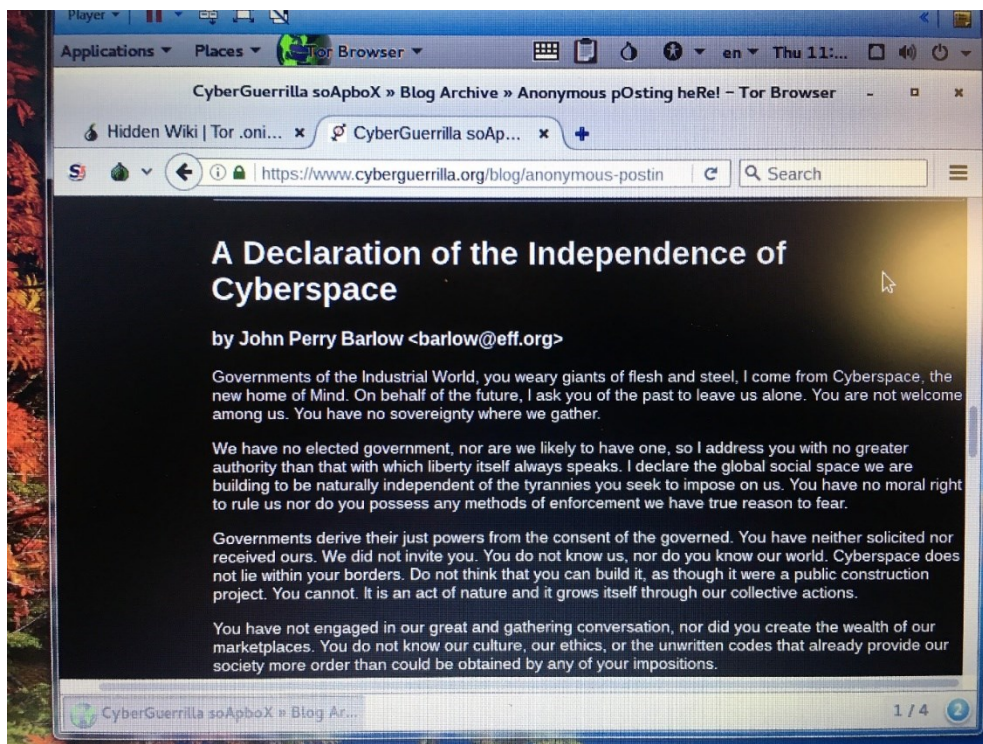 Player
Applications Places Tor Browser en Thu 11:...
CyberGuerrilla soApboX » Blog Archive » Anonymous pOsting heRe! – Tor Browser
Hidden Wiki | Tor .oni... CyberGuerrilla soAp...
https://www.cyberguerrilla.org/blog/anonymous-postin Search
A Declaration of the Independence of
Cyberspace
by John Perry Barlow <barlow@eff.org>
Governments of the Industrial World, you weary giants of flesh and steel, I come from Cyberspace, the
new home of Mind. On behalf of the future, I ask you of the past to leave us alone. You are not welcome
among us. You have no sovereignty where we gather.
We have no elected government, nor are we likely to have one, so I address you with no greater
authority than that with which liberty itself always speaks. I declare the global social space we are
building to be naturally independent of the tyrannies you seek to impose on us. You have no moral right
to rule us nor do you possess any methods of enforcement we have true reason to fear.
Governments derive their just powers from the consent of the governed. You have neither solicited nor
received ours. We did not invite you. You do not know us, nor do you know our world. Cyberspace does
not lie within your borders. Do not think that you can build it, as though it were a public construction
project. You cannot. It is an act of nature and it grows itself through our collective actions.
You have not engaged in our great and gathering conversation, nor did you create the wealth of our
marketplaces. You do not know our culture, our ethics, or the unwritten codes that already provide our
society more order than could be obtained by any of your impositions.
CyberGuerrilla soApboX » Blog Ar... 1 / 4 2